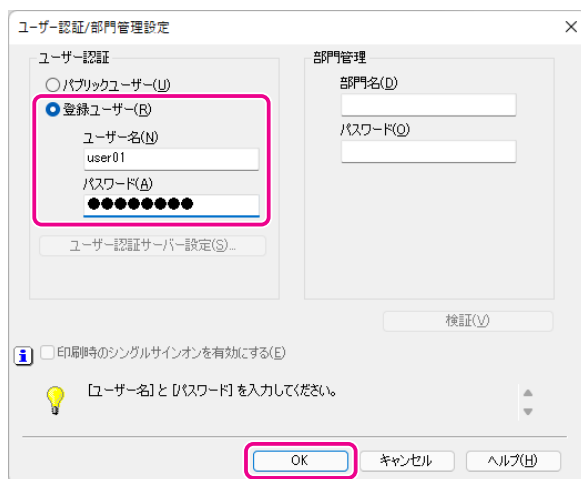 ユーザー認証/部門管理設定
ユーザー認証
パブリックユーザー(U)
登録ユーザー(R)
ユーザー名(N)
user01
パスワード(A)
●●●●●●●●
ユーザー認証サーバー設定(S)...
部門管理
部門名(D)
パスワード(O)
検証(V)
印刷時のシングルサインオンを有効にする(E)
[ユーザー名]と[パスワード]を入力してください。
OK
キャンセル
ヘルプ(H)